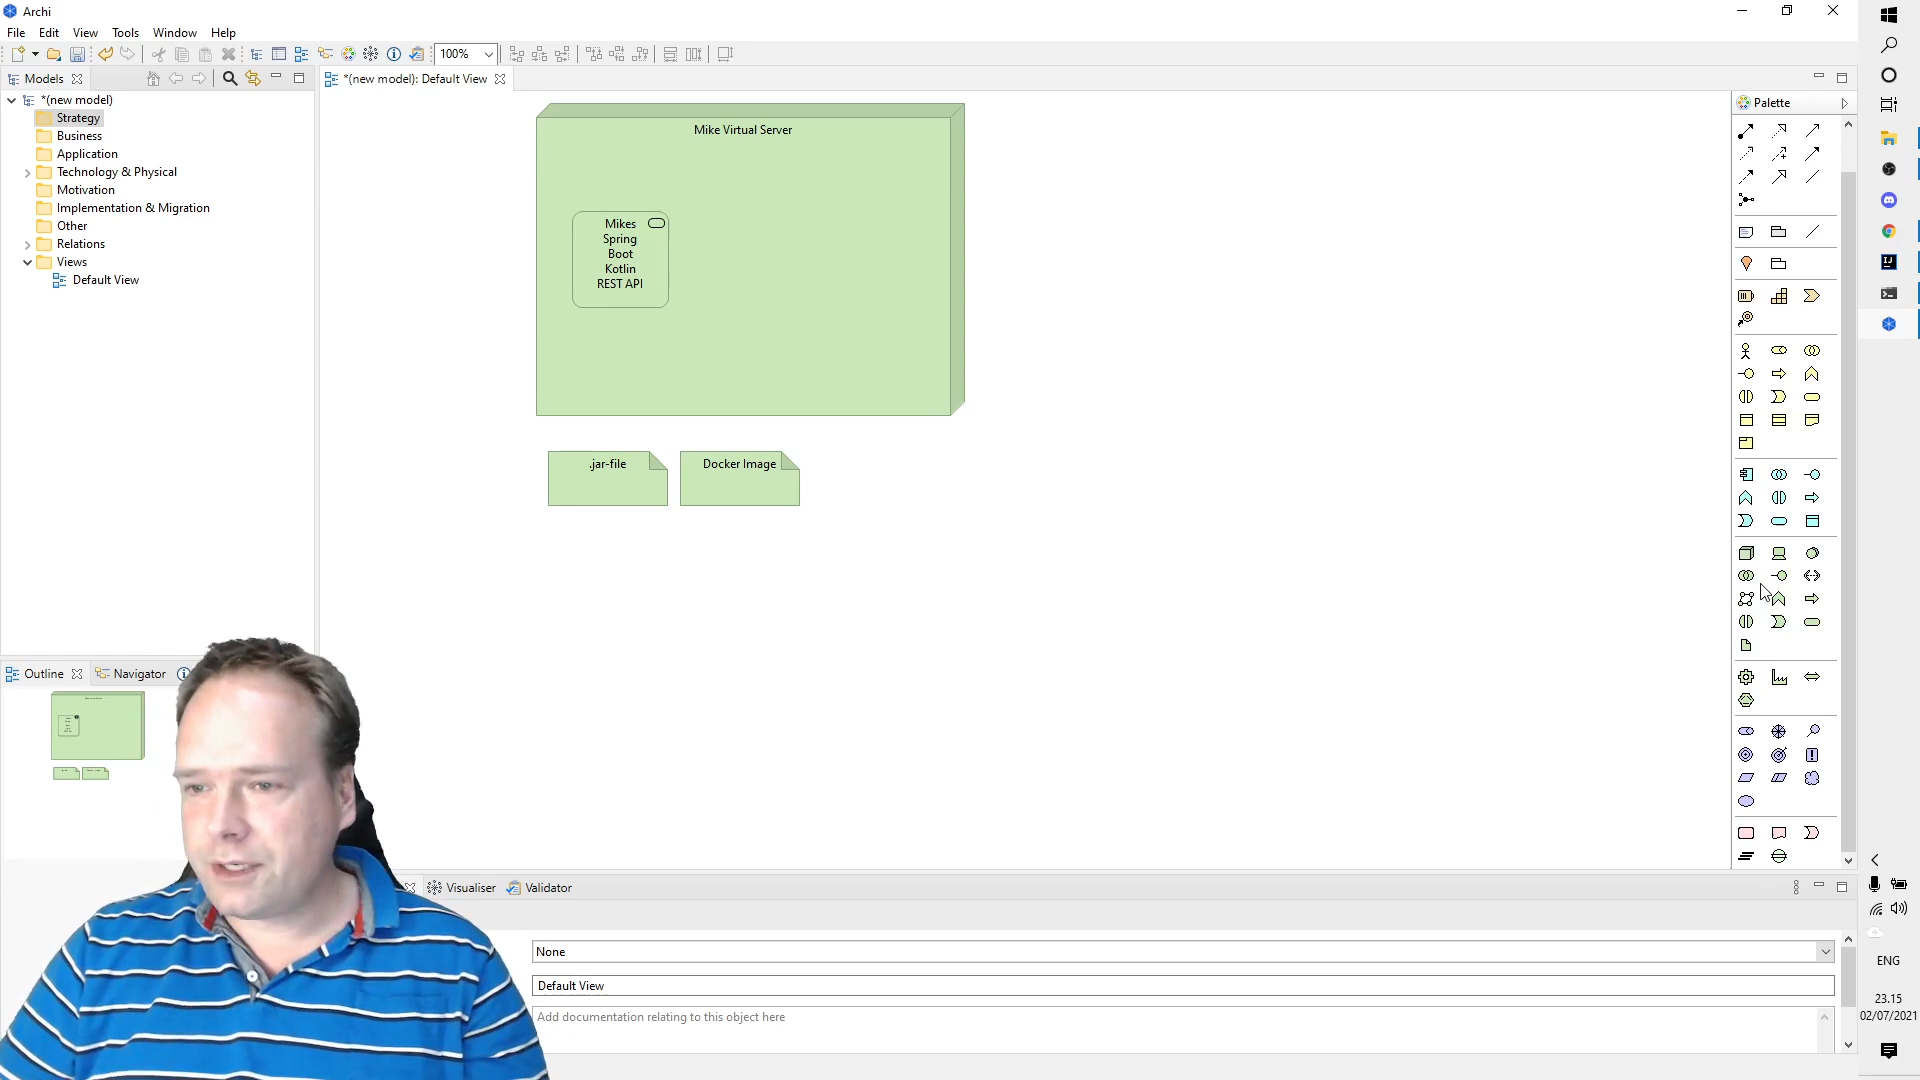 Archi
File Edit View Tools Window Help
100%
Models
*(new model): Default View
*(new model)
Strategy
Business
Application
Technology & Physical
Motivation
Implementation & Migration
Other
Relations
Views
Default View
Mike Virtual Server
Mikes
Spring
Boot
Kotlin
REST API
.jar-file
Docker Image
Palette
Outline
Navigator
Visualiser
Validator
None
Default View
Add documentation relating to this object here
ENG
23.15
02/07/2021